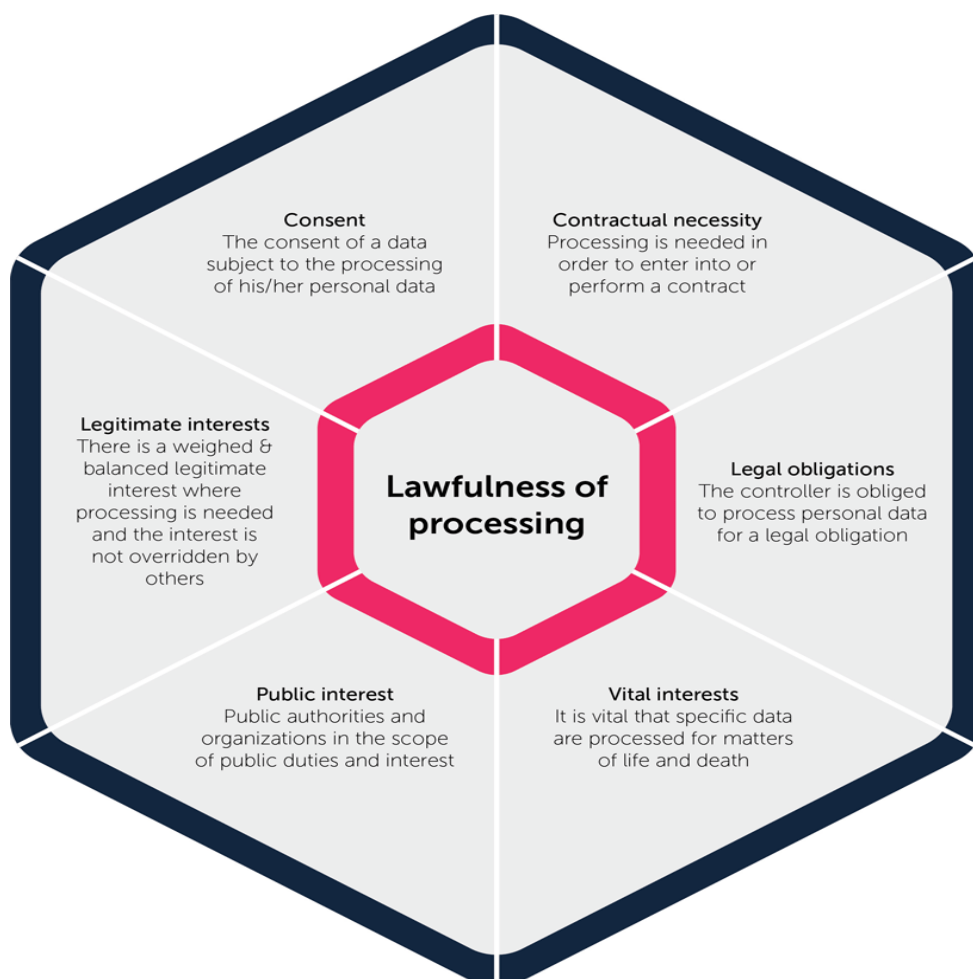 Consent
The consent of a data
subject to the processing
of his/her personal data
Contractual necessity
Processing is needed in
order to enter into or
perform a contract
Legitimate interests
There is a weighed &
balanced legitimate
interest where
processing is needed
and the interest is
not overridden by
others
Lawfulness of
processing
Legal obligations
The controller is obliged
to process personal data
for a legal obligation
Public interest
Public authorities and
organizations in the scope
of public duties and interest
Vital interests
It is vital that specific data
are processed for matters
of life and death